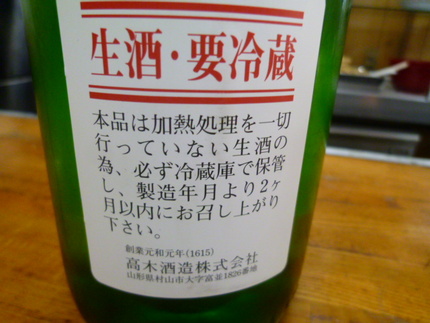 生酒・要冷蔵
本品は加熱処理を一切
行っていない生酒の
為、必ず冷蔵庫で保管
し、製造年月より2ヶ
月以内にお召し上がり
下さい。
創業元和元年(1615)
高木酒造株式会社
山形県村山市大字富並1826番地